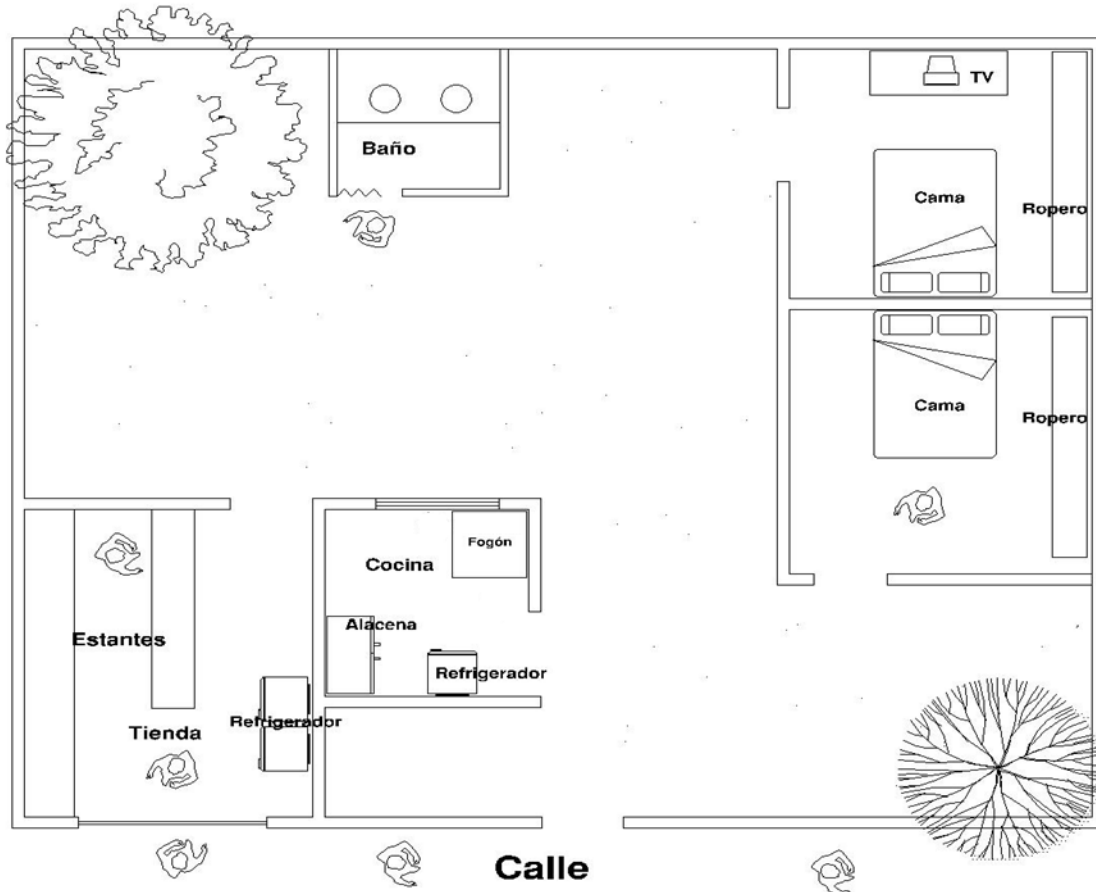 TV
Baño
Cama
Ropero
Cama
Ropero
Fogón
Cocina
Alacena
Estantes
Refrigerador
Refrigerador
Tienda
Calle